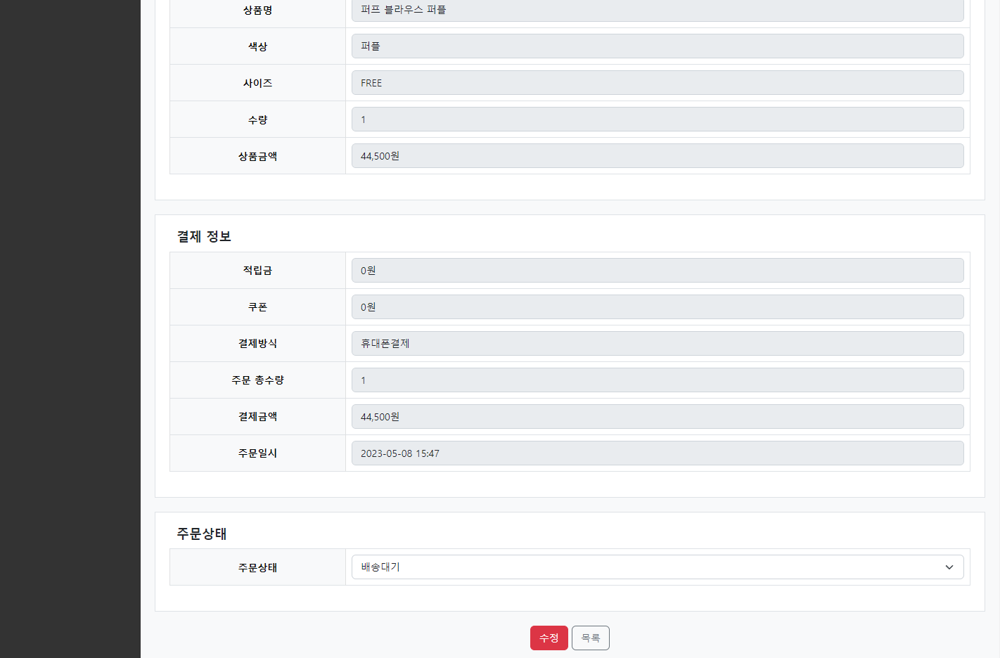 상품명 퍼프 블라우스 퍼플
색상 퍼플
사이즈 FREE
수량 1
상품금액 44,500원
결제 정보
적립금 0원
쿠폰 0원
결제방식 휴대폰결제
주문 총수량 1
결제금액 44,500원
주문일시 2023-05-08 15:47
주문상태
주문상태 배송대기
수정 목록